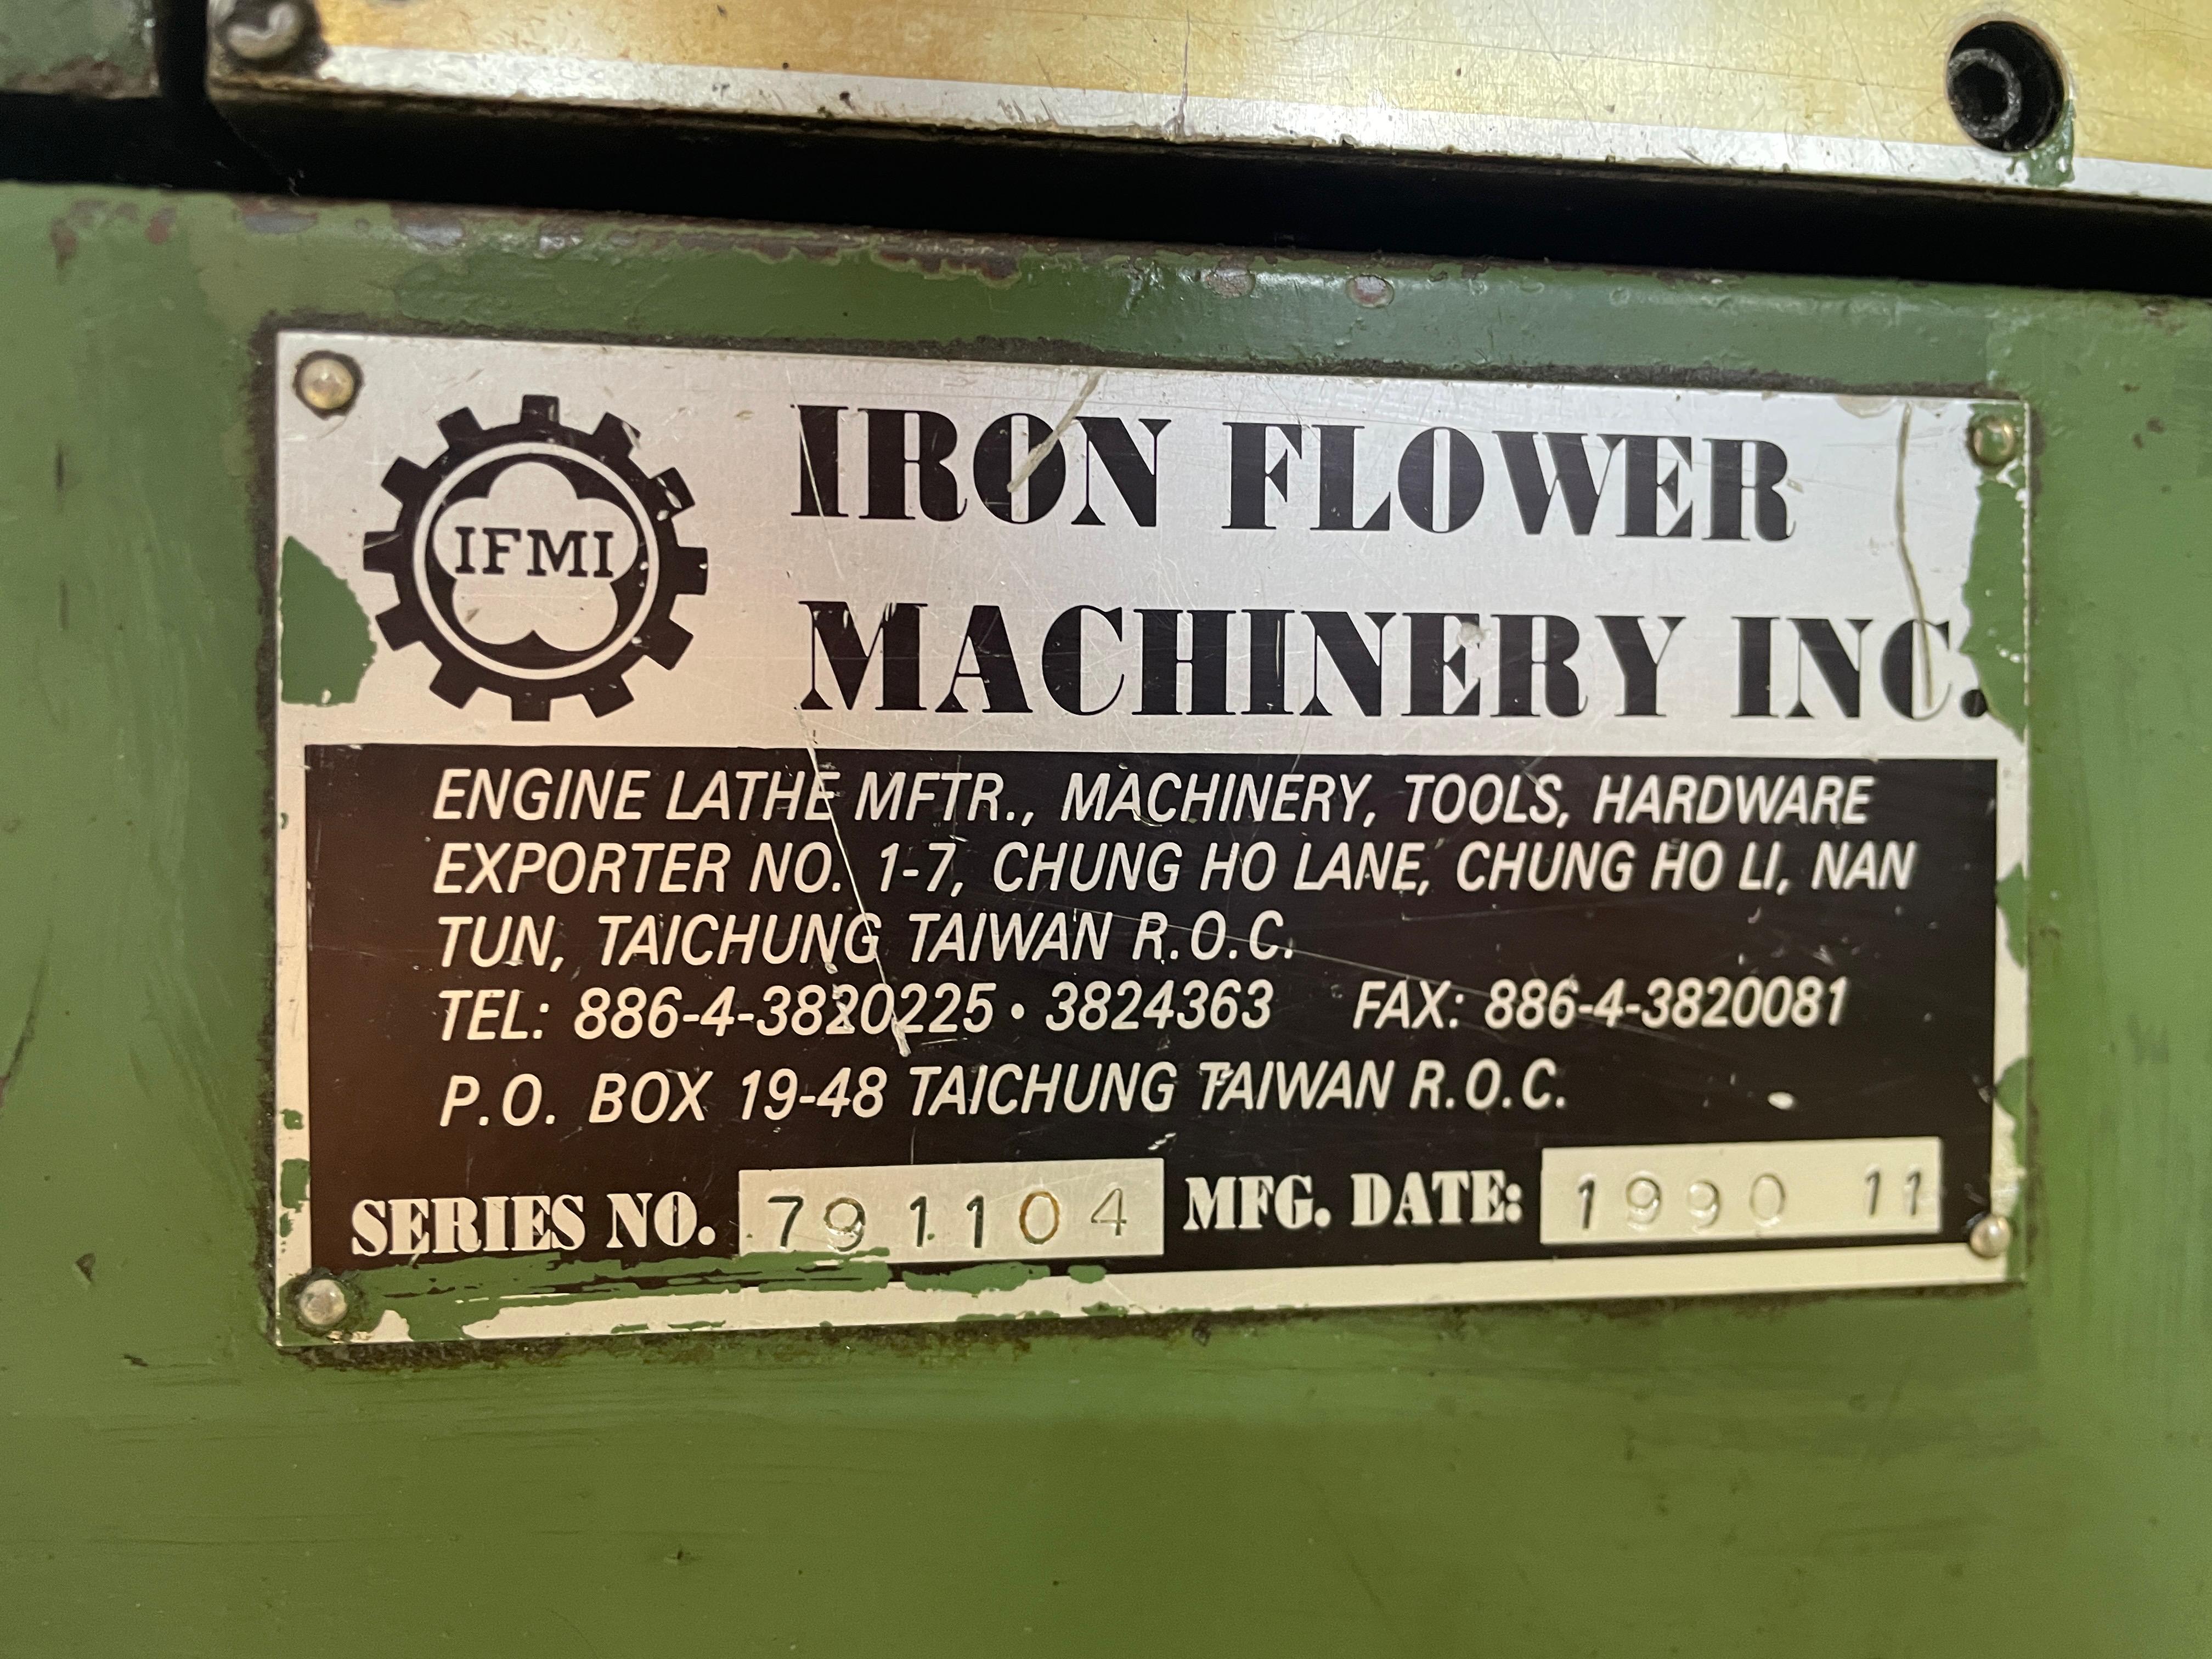 IFMI
IRON FLOWER
MACHINERY INC.
ENGINE LATHE MFTR., MACHINERY, TOOLS, HARDWARE
EXPORTER NO. 1-7, CHUNG HO LANE, CHUNG HO LI, NAN
TUN, TAICHUNG TAIWAN R.O.C.
TEL: 886-4-3820225 • 3824363 FAX: 886-4-3820081
P.O. BOX 19-48 TAICHUNG TAIWAN R.O.C.
SERIES NO. 791104 MFG. DATE: 1990 11